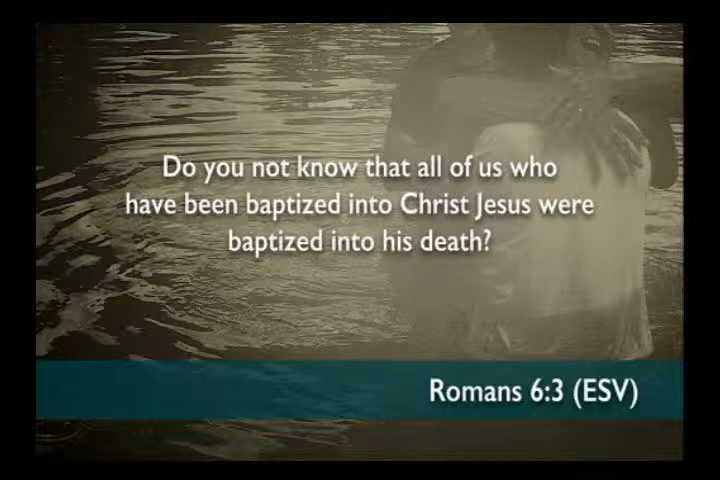 Do you not know that all of us who
have been baptized into Christ Jesus were
baptized into his death?
Romans 6:3 (ESV)